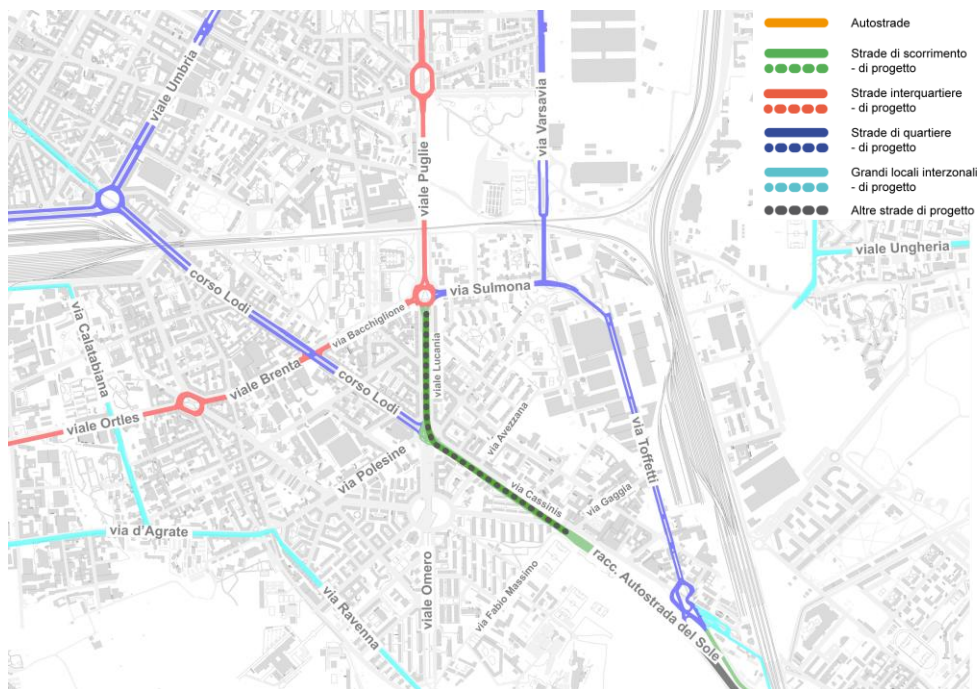 Autostrade
Strade di scorrimento
- di progetto
Strade interquartiere
- di progetto
Strade di quartiere
- di progetto
Grandi locali interzonali
- di progetto
Altre strade di progetto
viale Umbria
viale Puglie
via Varsavia
viale Ungheria
corso Lodi
via Sulmona
via Bacchiglione
via Calatabiana
viale Lucania
viale Brenta
corso Lodi
viale Ortles
via Avezzana
via Toffetti
via Polesine
via Cassinis
via Gaggia
via d'Agrate
racc. Autostrada del Sole
viale Omero
via Fabio Massimo
via Ravenna